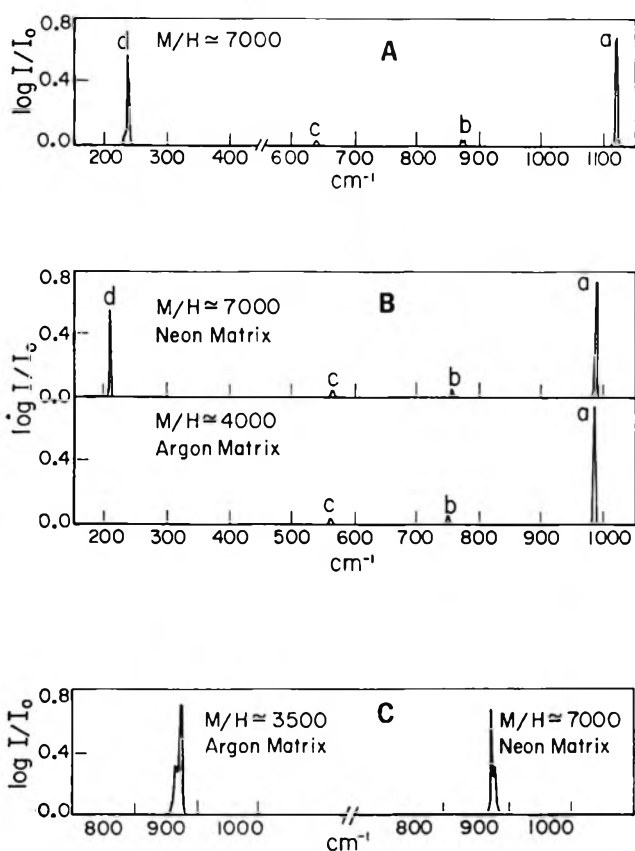 0.8
0.4
0.0
log I/I₀
d
M/H ≃ 7000
A
a
c
b
200 300 400 600 700 800 900 1000 1100
cm⁻¹
0.8
0.4
0.0
log I/I₀
d
M/H ≃ 7000
Neon Matrix
B
a
c
b
0.4
0.0
M/H ≃ 4000
Argon Matrix
a
c
b
200 300 400 500 600 700 800 900 1000
cm⁻¹
0.8
0.4
0.0
log I/I₀
M/H ≃ 3500
Argon Matrix
C
M/H ≃ 7000
Neon Matrix
800 900 1000 800 900 1000
cm⁻¹